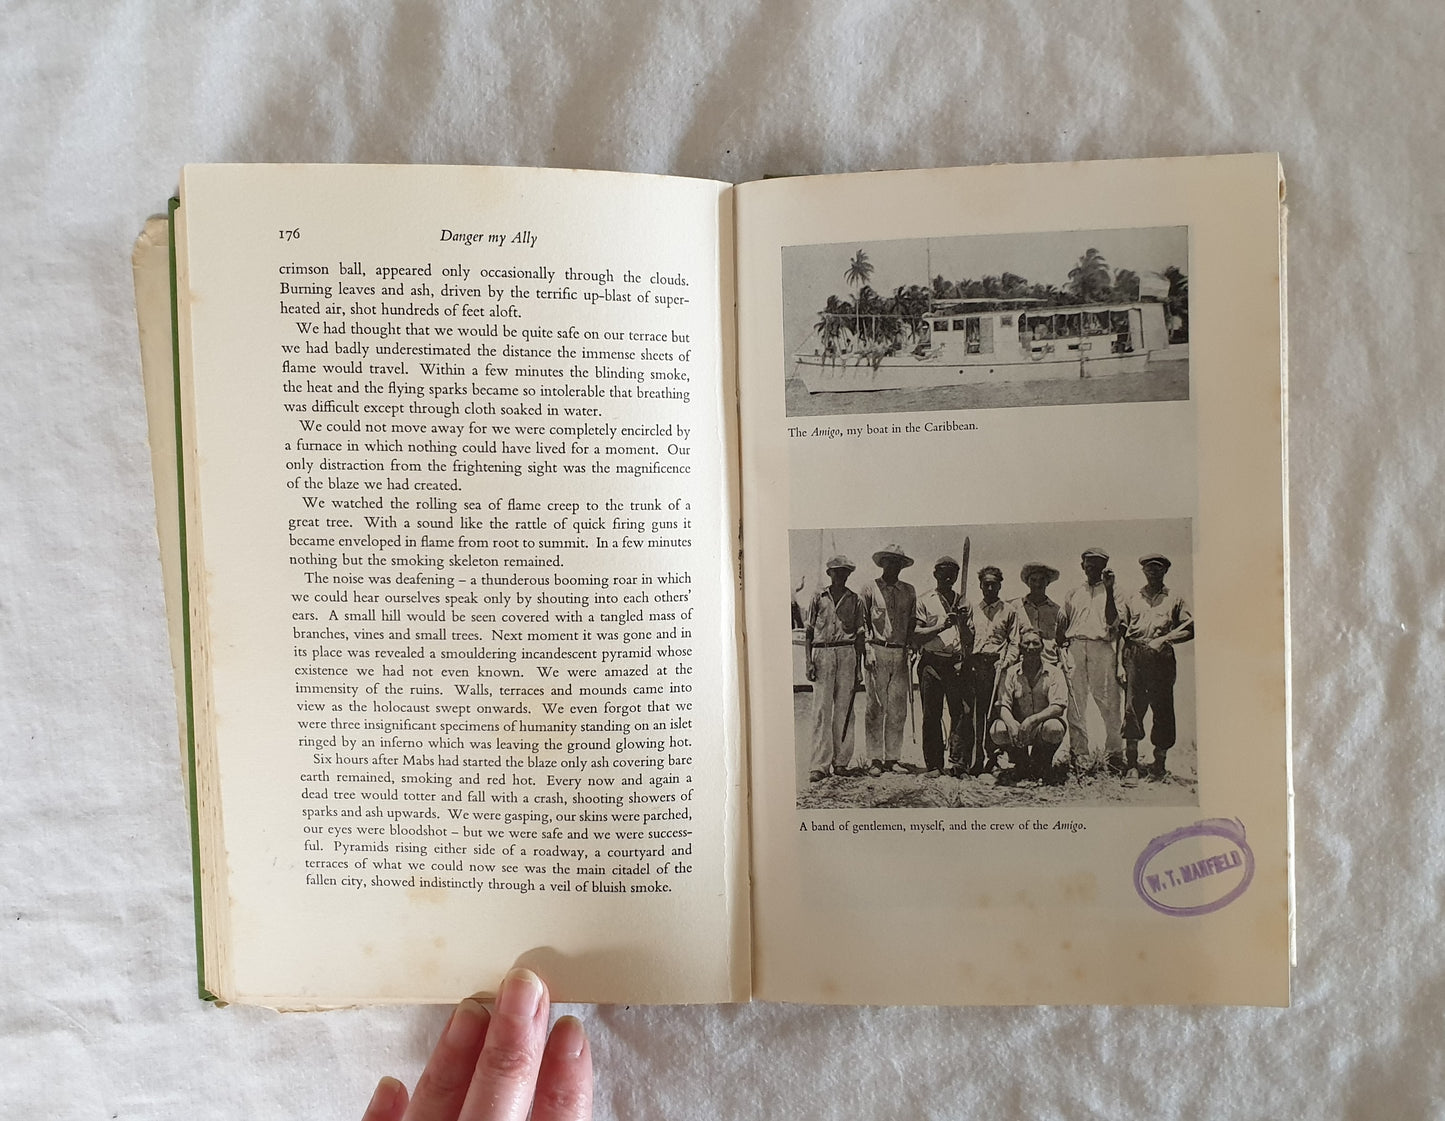 176
Danger my Ally
crimson ball, appeared only occasionally through the clouds.
Burning leaves and ash, driven by the terrific up-blast of super-
heated air, shot hundreds of feet aloft.
We had thought that we would be quite safe on our terrace but
we had badly underestimated the distance the immense sheets of
flame would travel. Within a few minutes the blinding smoke,
the heat and the flying sparks became so intolerable that breathing
was difficult except through cloth soaked in water.
We could not move away for we were completely encircled by
a furnace in which nothing could have lived for a moment. Our
only distraction from the frightening sight was the magnificence
of the blaze we had created.
We watched the rolling sea of flame creep to the trunk of a
great tree. With a sound like the rattle of quick firing guns it
became enveloped in flame from root to summit. In a few minutes
nothing but the smoking skeleton remained.
The noise was deafening – a thunderous booming roar in which
we could hear ourselves speak only by shouting into each others'
ears. A small hill would be seen covered with a tangled mass of
branches, vines and small trees. Next moment it was gone and in
its place was revealed a smouldering incandescent pyramid whose
existence we had not even known. We were amazed at the
immensity of the ruins. Walls, terraces and mounds came into
view as the holocaust swept onwards. We even forgot that we
were three insignificant specimens of humanity standing on an islet
ringed by an inferno which was leaving the ground glowing hot.
Six hours after Mabs had started the blaze only ash covering bare
earth remained, smoking and red hot. Every now and again a
dead tree would totter and fall with a crash, shooting showers of
sparks and ash upwards. We were gasping, our skins were parched,
our eyes were bloodshot – but we were safe and we were success-
ful. Pyramids rising either side of a roadway, a courtyard and
terraces of what we could now see was the main citadel of the
fallen city, showed indistinctly through a veil of bluish smoke.
The Amigo, my boat in the Caribbean.
A band of gentlemen, myself, and the crew of the Amigo.
W. T. MANFIELD